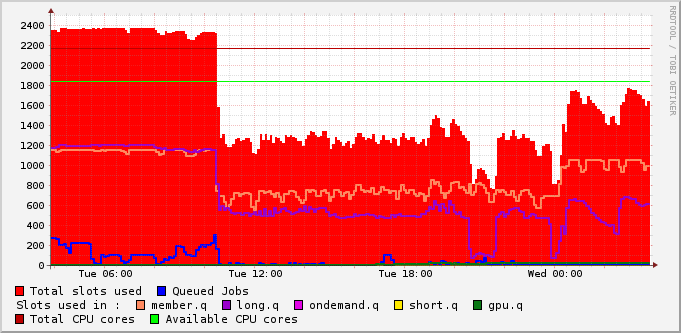 RRDTOOL / TOBI OETIKER
2400
2200
2000
1800
1600
1400
1200
1000
800
600
400
200
0
Tue 06:00 Tue 12:00 Tue 18:00 Wed 00:00
Total slots used Queued Jobs
Slots used in : member.q long.q ondemand.q short.q gpu.q
Total CPU cores Available CPU cores